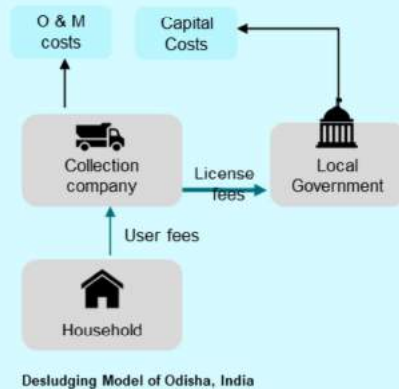 O & M
costs
Capital
Costs
Collection
company
License
fees
Local
Government
User fees
Household
Desludging Model of Odisha, India